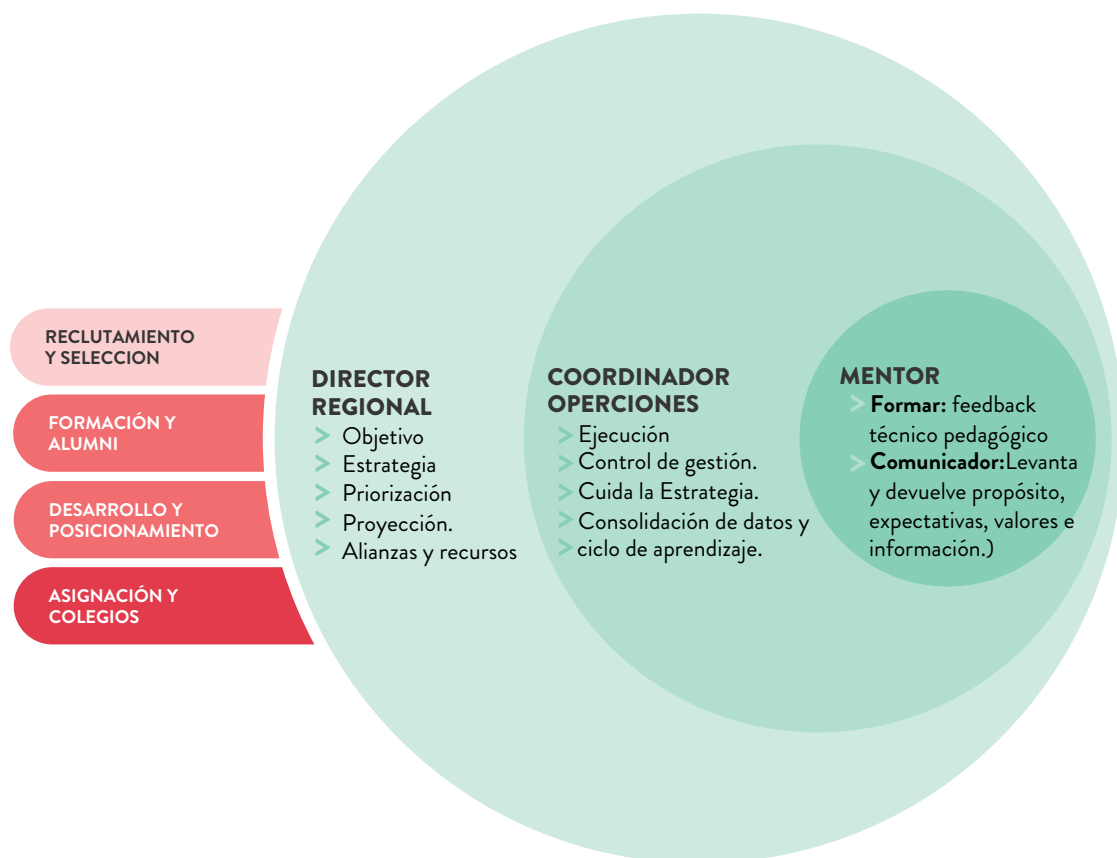 RECLUTAMIENTO
Y SELECCION
FORMACIÓN Y
ALUMNI
DESARROLLO Y
POSICIONAMIENTO
ASIGNACIÓN Y
COLEGIOS
DIRECTOR
REGIONAL
> Objetivo
> Estrategia
> Priorización
> Proyección.
> Alianzas y recursos
COORDINADOR
OPERCIONES
> Ejecución
> Control de gestión.
> Cuida la Estrategia.
> Consolidación de datos y
> ciclo de aprendizaje.
MENTOR
> Formar: feedback
técnico pedagógico
> Comunicador:Levanta
y devuelve propósito,
expectativas, valores e
información.)